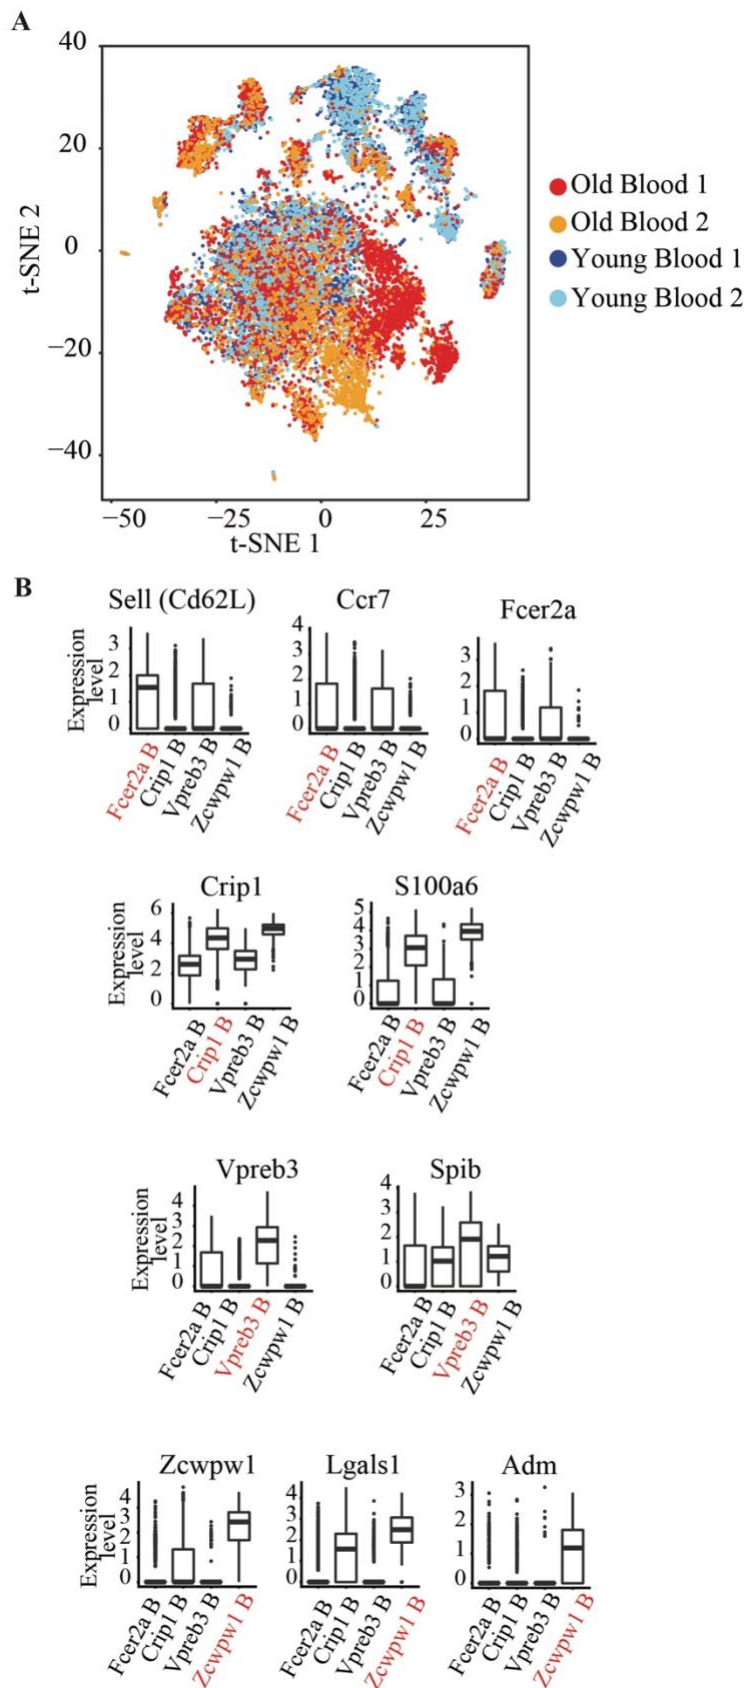 A
40
20
0
−20
−40
t-SNE 2
−50 −25 0 25
t-SNE 1
Old Blood 1
Old Blood 2
Young Blood 1
Young Blood 2
B
Sell (Cd62L)
Expression
level
3
2
1
0
Fcer2a B
Crip1 B
Vpreb3 B
Zcwpw1 B
Ccr7
4
3
2
1
0
Fcer2a B
Crip1 B
Vpreb3 B
Zcwpw1 B
Fcer2a
3
2
1
0
Fcer2a B
Crip1 B
Vpreb3 B
Zcwpw1 B
Crip1
Expression
level
6
4
2
0
Fcer2a B
Crip1 B
Vpreb3 B
Zcwpw1 B
S100a6
5
4
3
2
1
0
Fcer2a B
Crip1 B
Vpreb3 B
Zcwpw1 B
Vpreb3
Expression
level
4
3
2
1
0
Fcer2a B
Crip1 B
Vpreb3 B
Zcwpw1 B
Spib
4
3
2
1
0
Fcer2a B
Crip1 B
Vpreb3 B
Zcwpw1 B
Zcwpw1
Expression
level
4
3
2
1
0
Fcer2a B
Crip1 B
Vpreb3 B
Zcwpw1 B
Lgals1
4
3
2
1
0
Fcer2a B
Crip1 B
Vpreb3 B
Zcwpw1 B
Adm
3
2
1
0
Fcer2a B
Crip1 B
Vpreb3 B
Zcwpw1 B